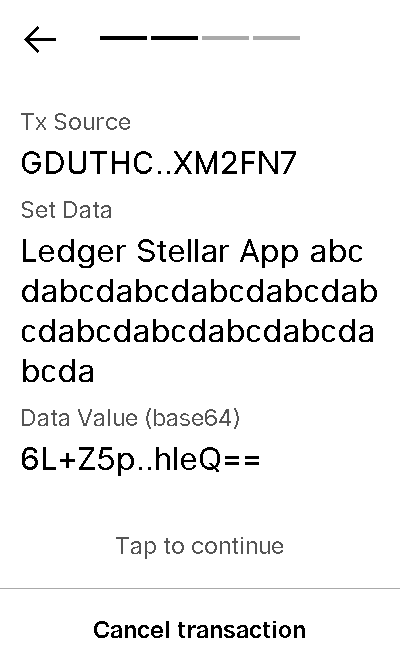 Tx Source
GDUTHC..XM2FN7
Set Data
Ledger Stellar App abc
dabcdabcdabcdabcdab
cdabcdabcdabcdabcda
bcda
Data Value (base64)
6L+Z5p..hleQ==
Tap to continue
Cancel transaction